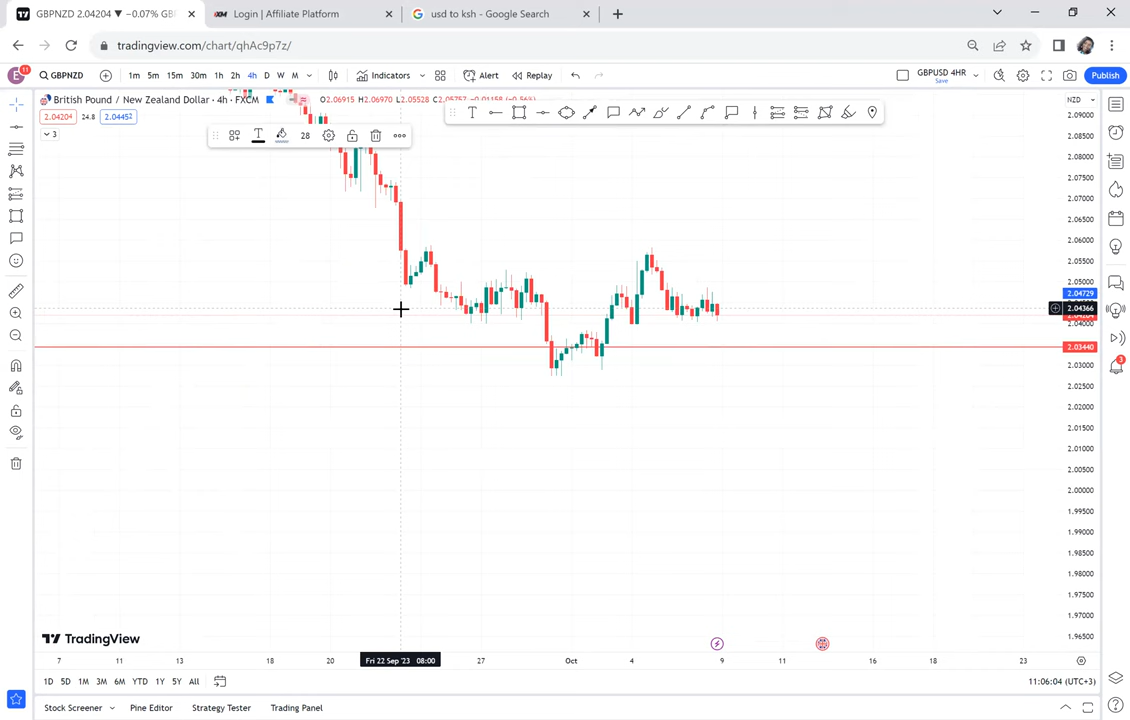 GBPNZD 2.04204 ▼ −0.07% GBP
Login | Affiliate Platform
usd to ksh - Google Search
tradingview.com/chart/qhAc9p7z/
E 11 GBPNZD 1m 5m 15m 30m 1h 2h 4h D W M Indicators Alert Replay GBPUSD 4HR Save Publish
British Pound / New Zealand Dollar · 4h · FXCM O2.06915 H2.06970 L2.05528 C2.05757 −0.01158 (−0.56%) NZD
2.04204 24.8 2.04452
3
28
2.09000
2.08500
2.08000
2.07500
2.07000
2.06500
2.06000
2.05500
2.05000
2.04729
2.04366
2.04204
2.04000
2.03440
2.03000
2.02500
2.02000
2.01500
2.01000
2.00500
2.00000
1.99500
1.99000
1.98500
1.98000
1.97500
1.97000
1.96500
3
TradingView
7 11 13 18 20 Fri 22 Sep '23 08:00 27 Oct 4 9 11 16 18 23
1D 5D 1M 3M 6M YTD 1Y 5Y All 11:06:04 (UTC+3)
Stock Screener Pine Editor Strategy Tester Trading Panel